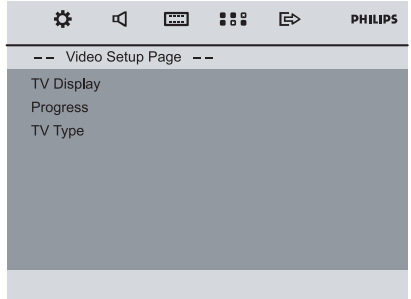 PHILIPS
-- Video Setup Page --
TV Display
Progress
TV Type